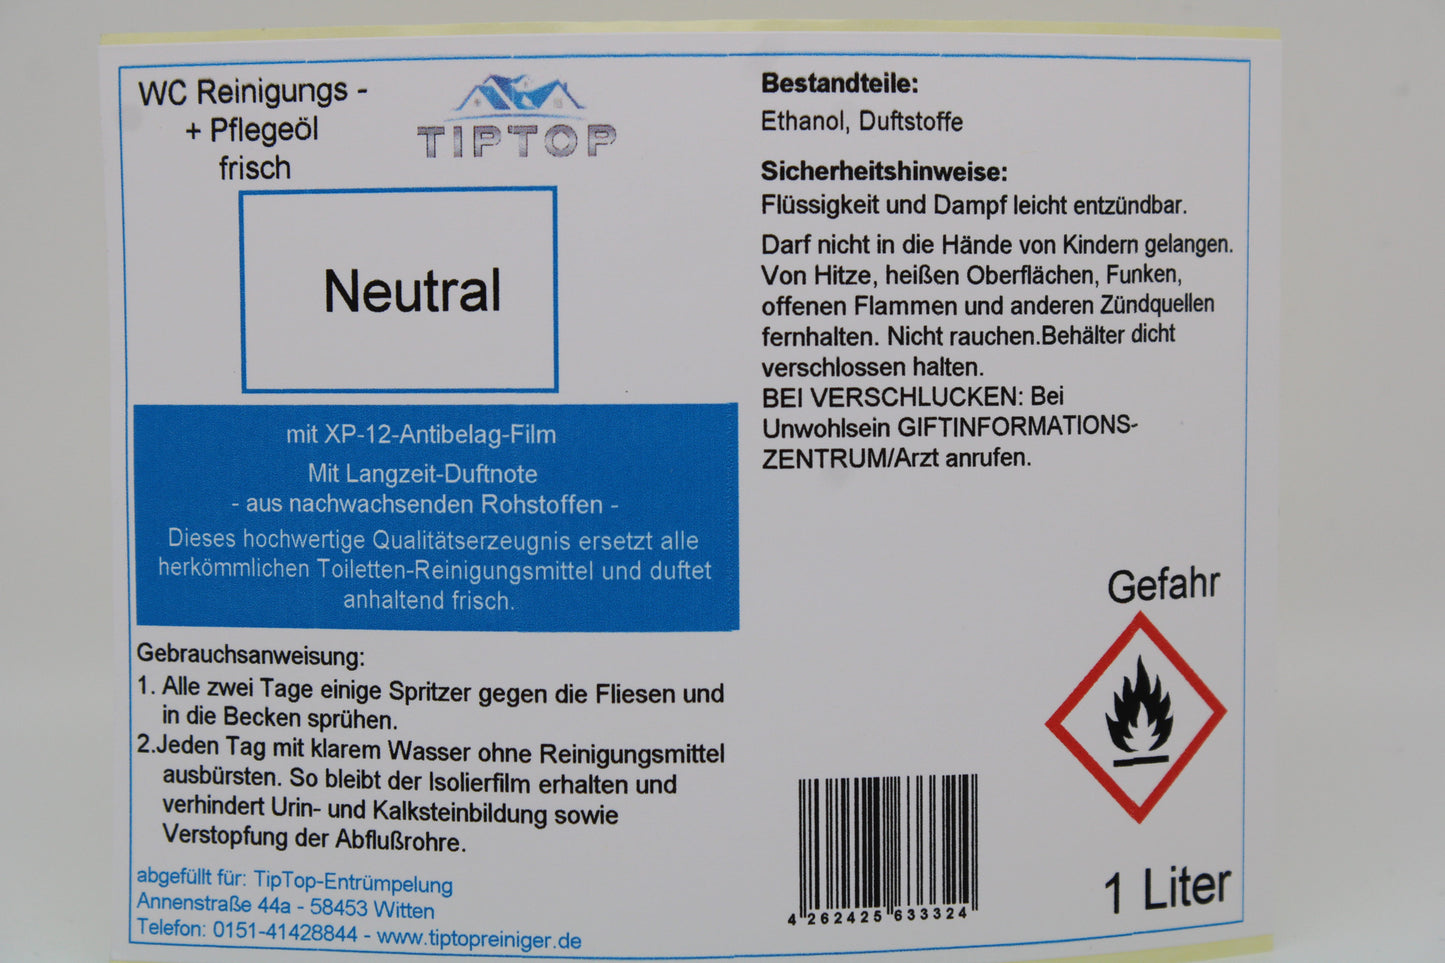 WC Reinigungs -
+ Pflegeöl
frisch
TIPTOP
Neutral
mit XP-12-Antibelag-Film
Mit Langzeit-Duftnote
- aus nachwachsenden Rohstoffen -
Dieses hochwertige Qualitätserzeugnis ersetzt alle
herkömmlichen Toiletten-Reinigungsmittel und duftet
anhaltend frisch.
Gebrauchsanweisung:
1. Alle zwei Tage einige Spritzer gegen die Fliesen und
in die Becken sprühen.
2.Jeden Tag mit klarem Wasser ohne Reinigungsmittel
ausbürsten. So bleibt der Isolierfilm erhalten und
verhindert Urin- und Kalksteinbildung sowie
Verstopfung der Abflußrohre.
abgefüllt für: TipTop-Entrümpelung
Annenstraße 44a - 58453 Witten
Telefon: 0151-41428844 - www.tiptopreiniger.de
Bestandteile:
Ethanol, Duftstoffe
Sicherheitshinweise:
Flüssigkeit und Dampf leicht entzündbar.
Darf nicht in die Hände von Kindern gelangen.
Von Hitze, heißen Oberflächen, Funken,
offenen Flammen und anderen Zündquellen
fernhalten. Nicht rauchen.Behälter dicht
verschlossen halten.
BEI VERSCHLUCKEN: Bei
Unwohlsein GIFTINFORMATIONS-
ZENTRUM/Arzt anrufen.
Gefahr
4 262425 633324
1 Liter